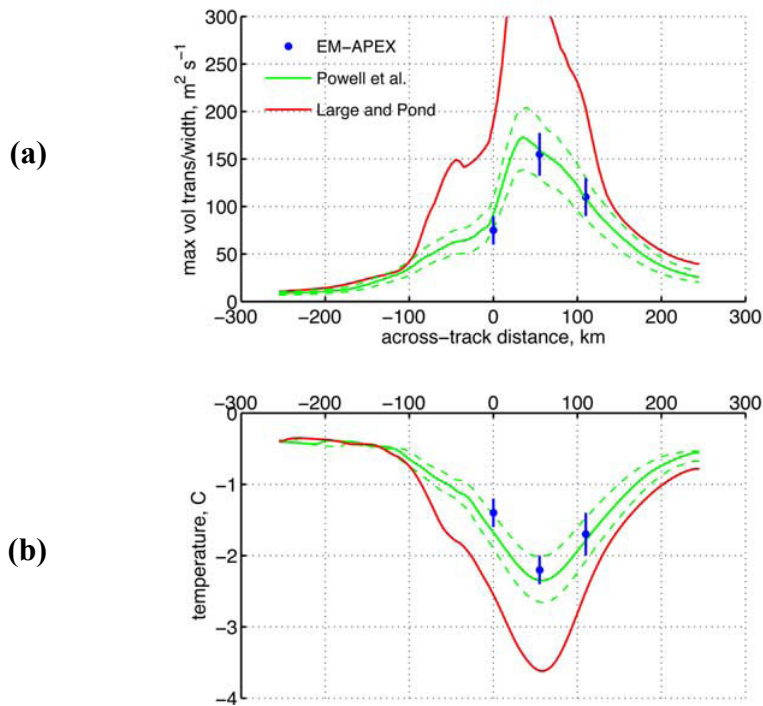 (a)
max vol trans/width, m² s⁻¹
300
250
200
150
100
50
0
EM−APEX
Powell et al.
Large and Pond
−300 −200 −100 0 100 200 300
across−track distance, km
(b)
temperature, C
−300 −200 −100 0 100 200 300
0
−1
−2
−3
−4